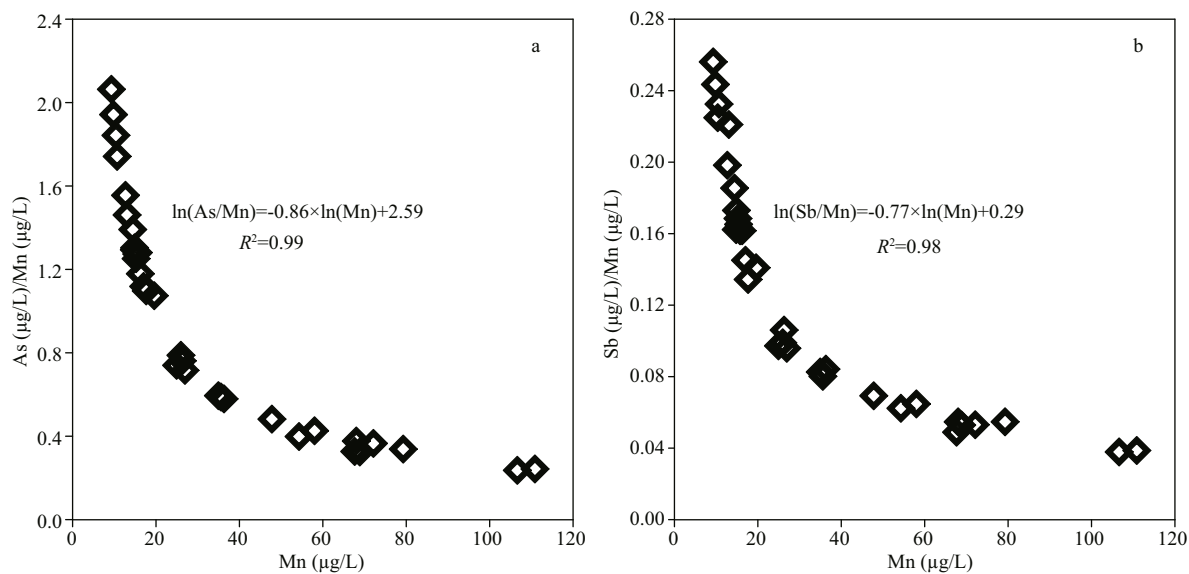 2.4
2.0
1.6
1.2
0.8
0.4
0.0
As (μg/L)/Mn (μg/L)
a
ln(As/Mn)=-0.86×ln(Mn)+2.59
R²=0.99
0 20 40 60 80 100 120
Mn (μg/L)
0.28
0.24
0.20
0.16
0.12
0.08
0.04
0.00
Sb (μg/L)/Mn (μg/L)
b
ln(Sb/Mn)=-0.77×ln(Mn)+0.29
R²=0.98
0 20 40 60 80 100 120
Mn (μg/L)